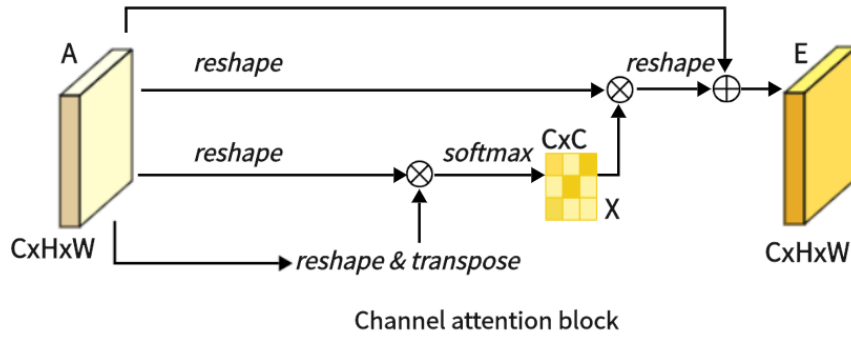 A
reshape
reshape
E
reshape
softmax
CxC
X
CxHxW
reshape & transpose
CxHxW
Channel attention block